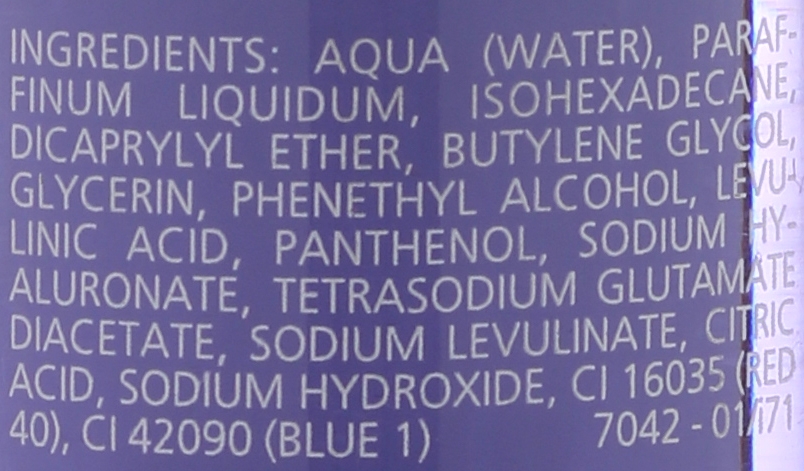 INGREDIENTS: AQUA (WATER), PARAF-
FINUM LIQUIDUM, ISOHEXADECANE,
DICAPRYLYL ETHER, BUTYLENE GLYCOL,
GLYCERIN, PHENETHYL ALCOHOL, LEVU-
LINIC ACID, PANTHENOL, SODIUM HY-
ALURONATE, TETRASODIUM GLUTAMATE
DIACETATE, SODIUM LEVULINATE, CITRIC
ACID, SODIUM HYDROXIDE, CI 16035 (RED
40), CI 42090 (BLUE 1) 7042 - 01/i71